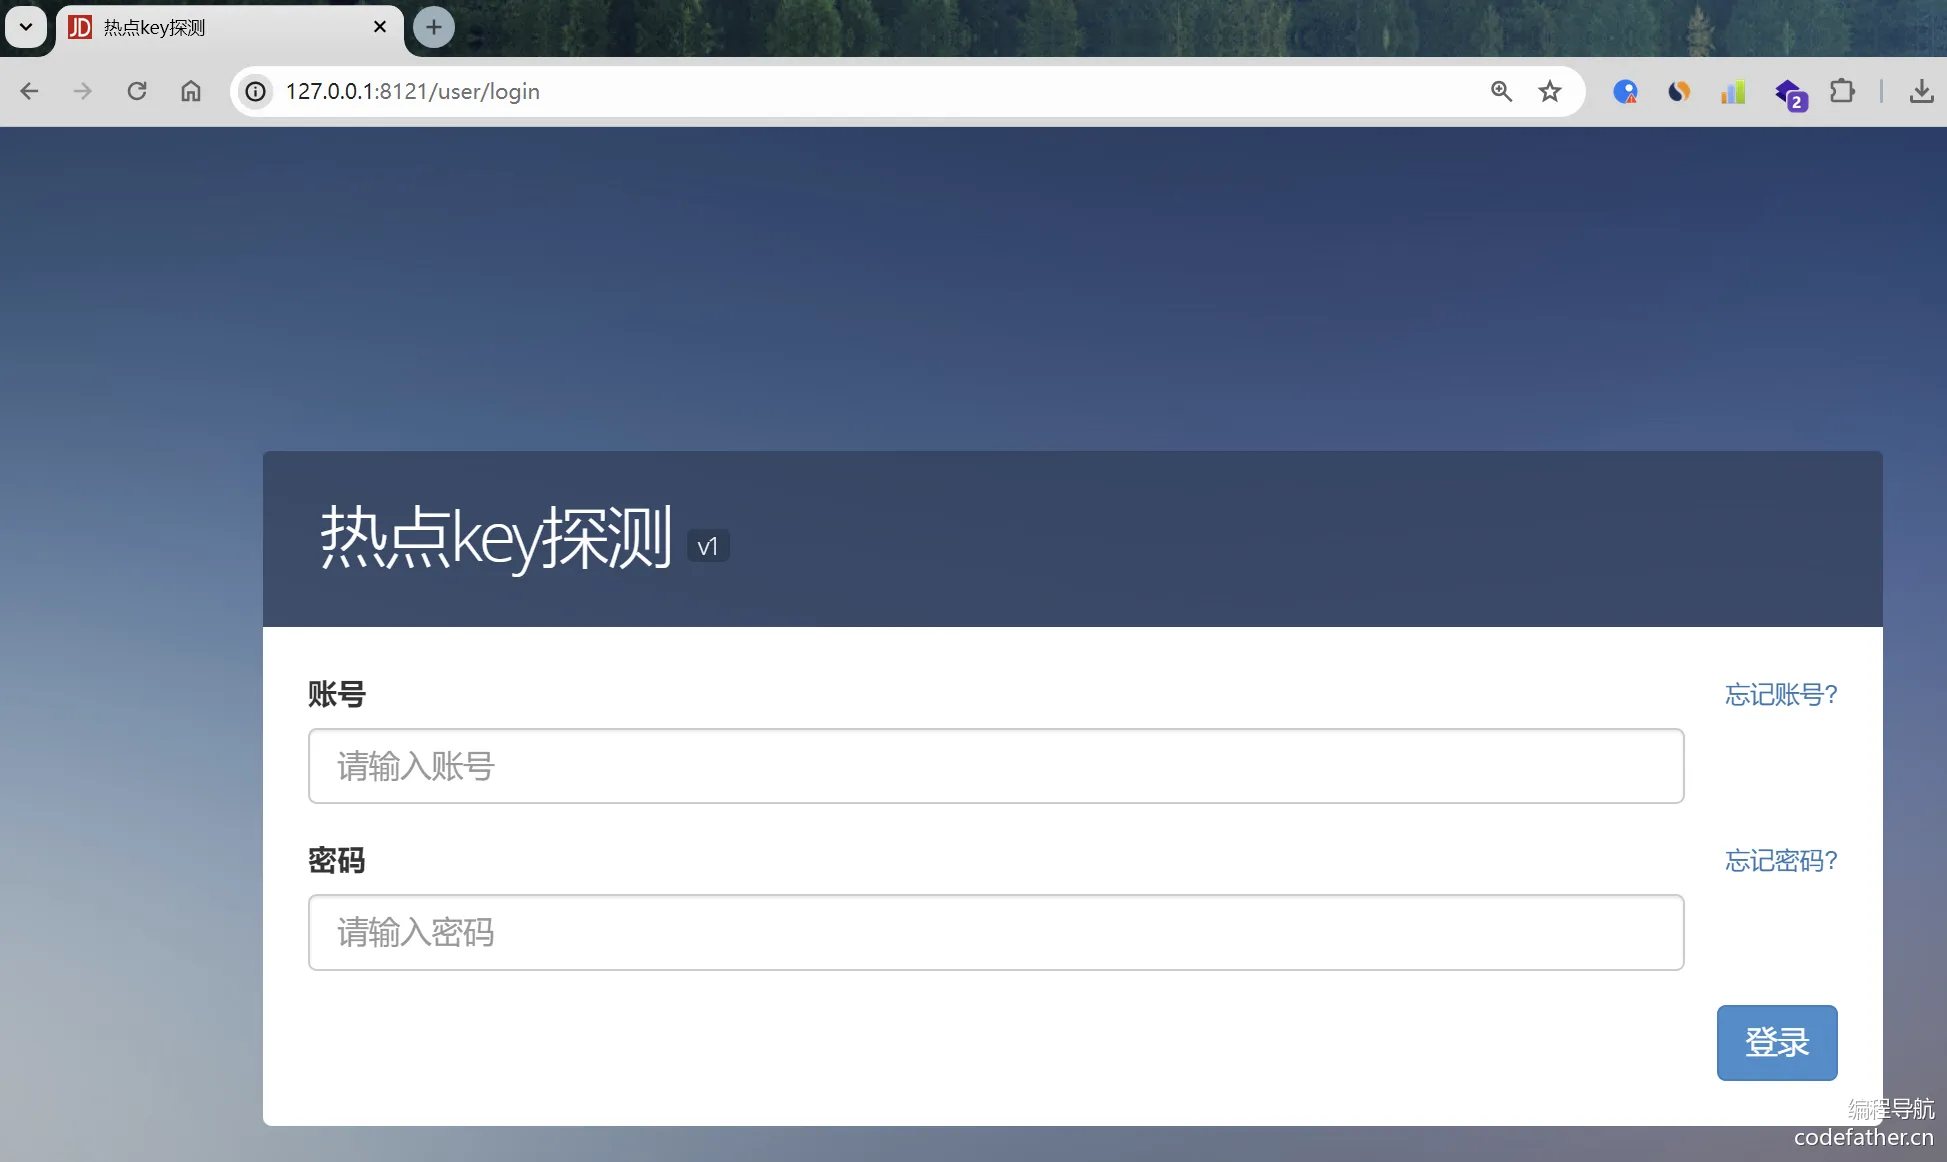 JD 热点key探测
127.0.0.1:8121/user/login
2
热点key探测 v1
账号 忘记账号?
请输入账号
密码 忘记密码?
请输入密码
登录
编程导航
codefather.cn